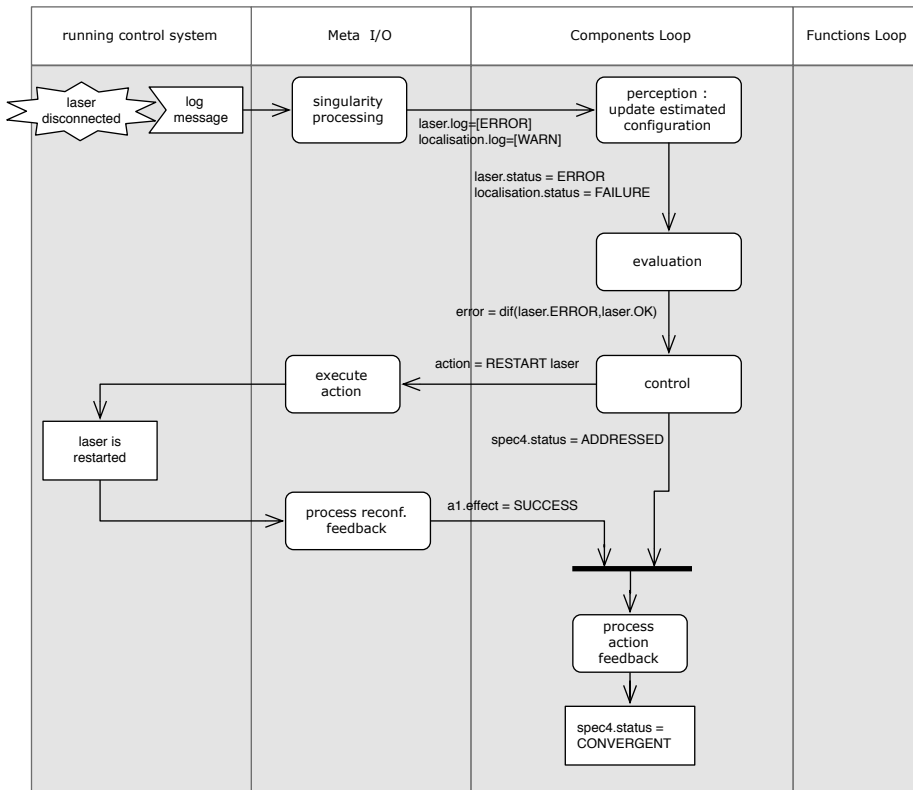 running control system
Meta I/O
Components Loop
Functions Loop
laser
disconnected
log
message
singularity
processing
laser.log=[ERROR]
localisation.log=[WARN]
perception :
update estimated
configuration
laser.status = ERROR
localisation.status = FAILURE
evaluation
error = dif(laser.ERROR,laser.OK)
control
action = RESTART laser
execute
action
laser is
restarted
spec4.status = ADDRESSED
process reconf.
feedback
a1.effect = SUCCESS
process
action
feedback
spec4.status =
CONVERGENT